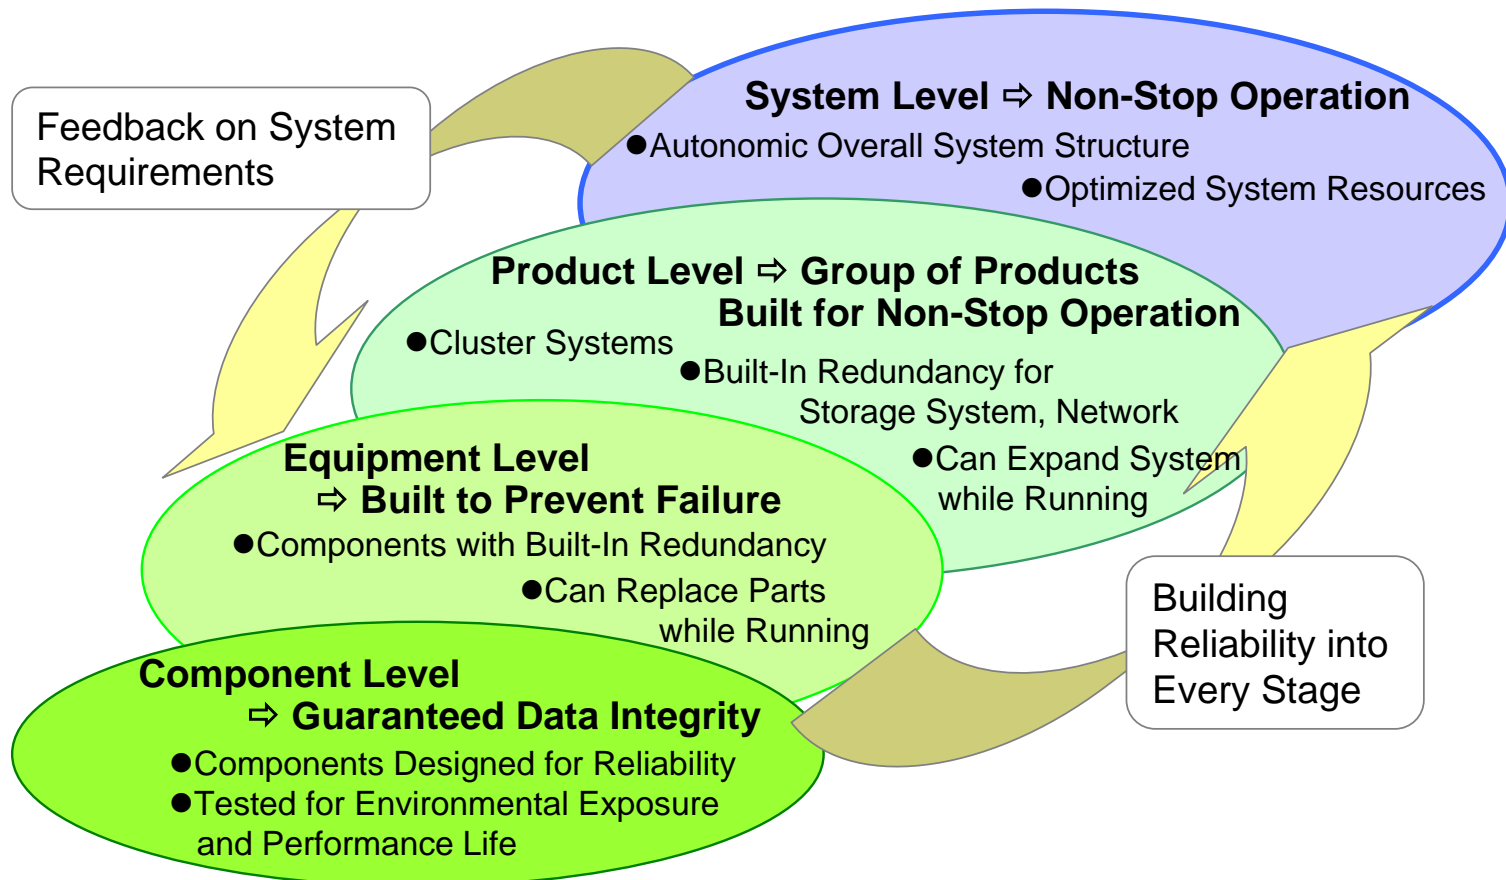 Feedback on System
Requirements
System Level ⇨ Non-Stop Operation
●Autonomic Overall System Structure
●Optimized System Resources
Product Level ⇨ Group of Products
Built for Non-Stop Operation
●Cluster Systems
●Built-In Redundancy for
Storage System, Network
●Can Expand System
while Running
Equipment Level
⇨ Built to Prevent Failure
●Components with Built-In Redundancy
●Can Replace Parts
while Running
Building
Reliability into
Every Stage
Component Level
⇨ Guaranteed Data Integrity
●Components Designed for Reliability
●Tested for Environmental Exposure
and Performance Life